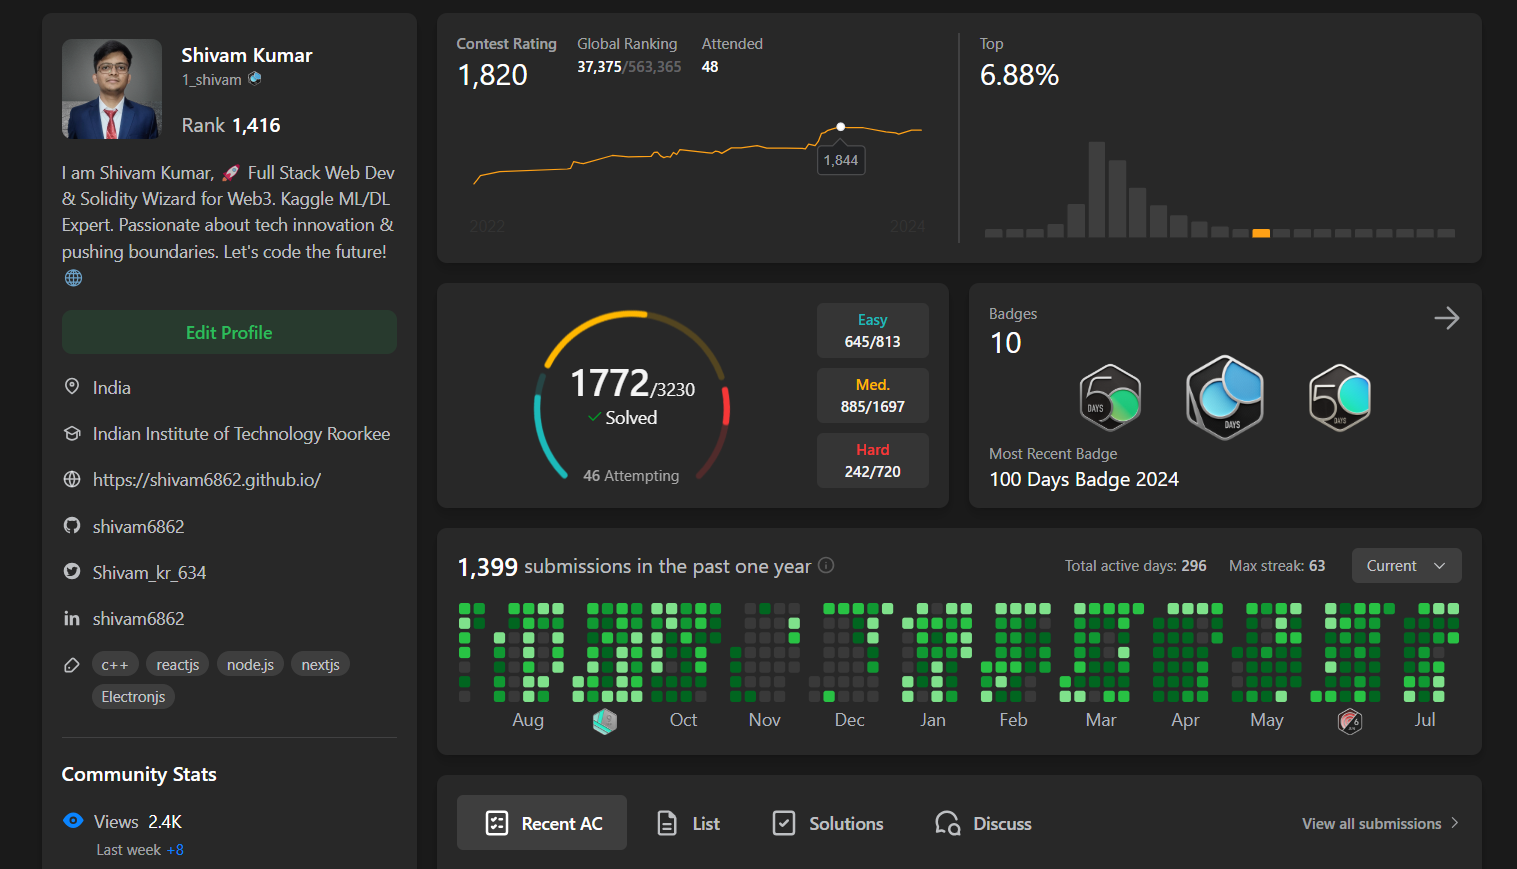 Shivam Kumar
1_shivam
Rank 1,416
I am Shivam Kumar, 🚀 Full Stack Web Dev
& Solidity Wizard for Web3. Kaggle ML/DL
Expert. Passionate about tech innovation &
pushing boundaries. Let's code the future!
🌐
Edit Profile
India
Indian Institute of Technology Roorkee
https://shivam6862.github.io/
shivam6862
Shivam_kr_634
in shivam6862
c++ reactjs node.js nextjs
Electronjs
Community Stats
Views 2.4K
Last week +8
Contest Rating Global Ranking Attended
1,820 37,375/563,365 48
1,844
2022 2024
Top
6.88%
1772/3230
Solved
46 Attempting
Easy
645/813
Med.
885/1697
Hard
242/720
Badges
10
50 DAYS
DAYS
50 DAYS
Most Recent Badge
100 Days Badge 2024
1,399 submissions in the past one year
Total active days: 296 Max streak: 63 Current
Aug Oct Nov Dec Jan Feb Mar Apr May Jul
Recent AC List Solutions Discuss View all submissions